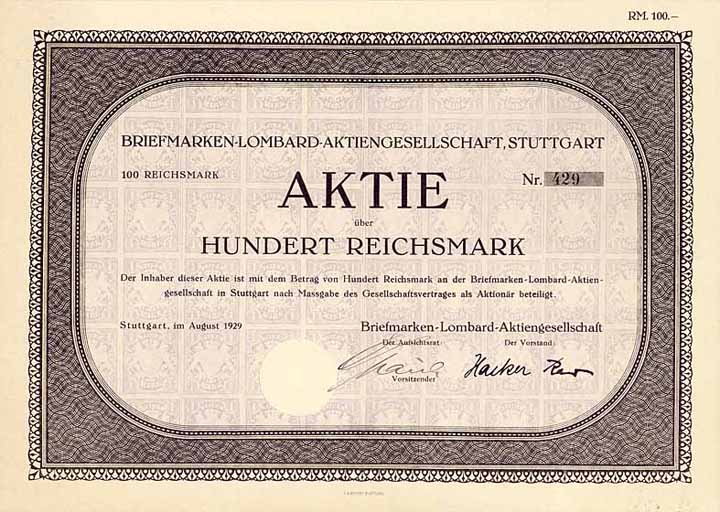 RM. 100.–
BRIEFMARKEN-LOMBARD-AKTIENGESELLSCHAFT, STUTTGART
100 REICHSMARK
AKTIE
Nr. 429
über
HUNDERT REICHSMARK
Der Inhaber dieser Aktie ist mit dem Betrag von Hundert Reichsmark an der Briefmarken-Lombard-Aktien-
gesellschaft in Stuttgart nach Massgabe des Gesellschaftsvertrages als Aktionär beteiligt.
Stuttgart, im August 1929
Briefmarken-Lombard-Aktiengesellschaft
Der Aufsichtsrat
Der Vorstand
Hacker
Vorsitzender